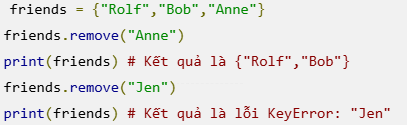 friends = {"Rolf","Bob","Anne"}
friends.remove("Anne")
print(friends) # Kết quả là {"Rolf","Bob"}
friends.remove("Jen")
print(friends) # Kết quả là lỗi KeyError: "Jen"